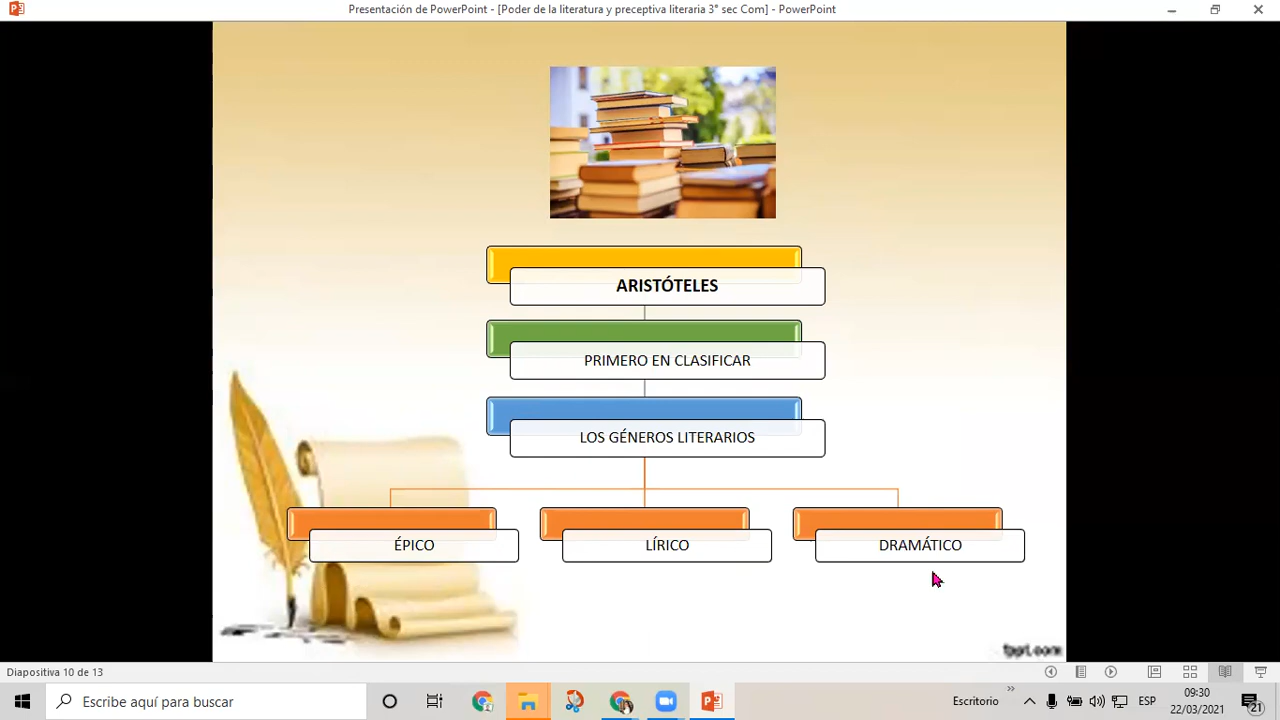 Presentación de PowerPoint - [Poder de la literatura y preceptiva literaria 3° sec Com] - PowerPoint
ARISTÓTELES
PRIMERO EN CLASIFICAR
LOS GÉNEROS LITERARIOS
ÉPICO
LÍRICO
DRAMÁTICO
Diapositiva 10 de 13
Escribe aquí para buscar
Escritorio
»
ESP
09:30
22/03/2021
21